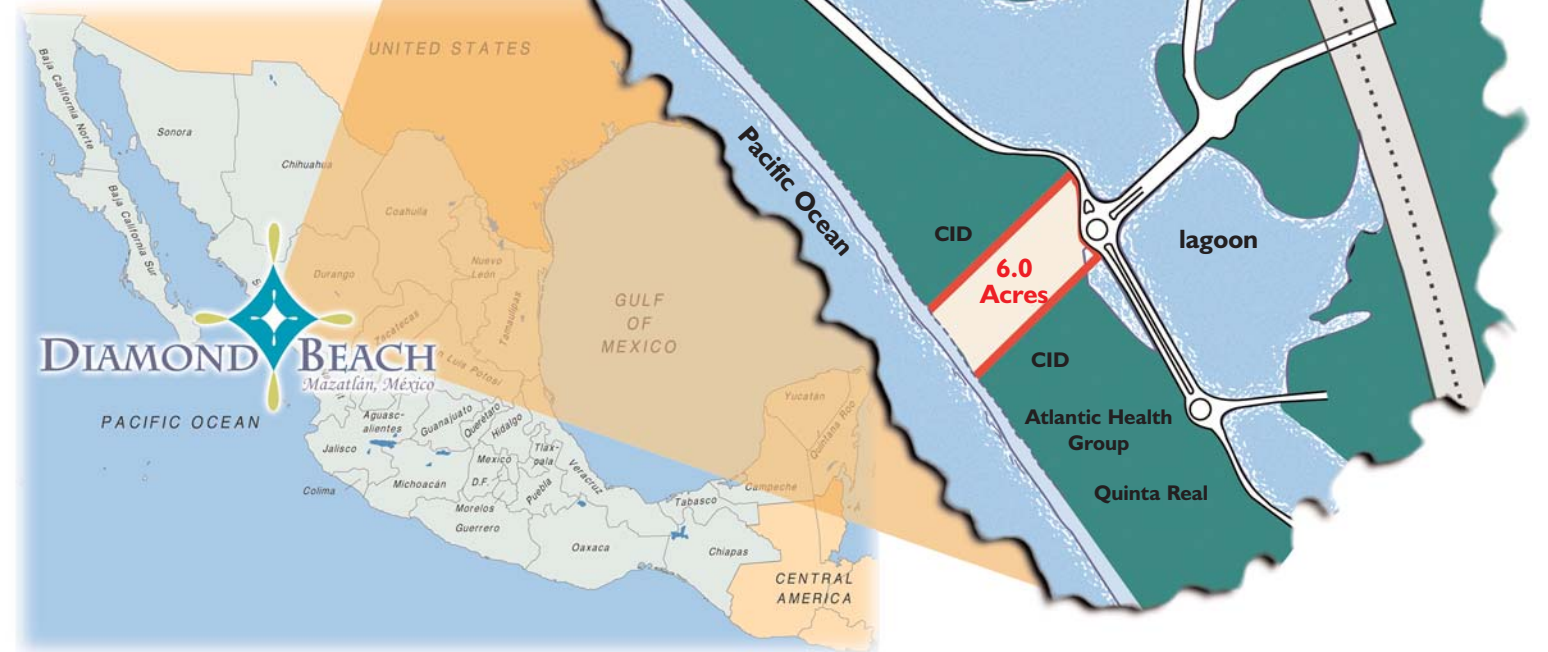 UNITED STATES
Baja California Norte
Sonora
Chihuahua
Coahuila
Baja California Sur
Nuevo
León
Durango
Tamaulipas
Zacatecas
Luis Potosi
GULF
OF
MEXICO
DIAMOND BEACH
Mazatlán, México
PACIFIC OCEAN
Aguasc-
alientes
Guanajuato
Querétaro
Hidalgo
Jalisco
Mexico
Tlax-
pala
Veracruz
Colima
Michoacán
D.F.
Puebla
Morelos
Guerrero
Oaxaca
Tabasco
Chiapas
Campeche
Yucatán
Quintana Roo
CENTRAL
AMERICA
Pacific Ocean
CID
6.0
Acres
lagoon
CID
Atlantic Health
Group
Quinta Real